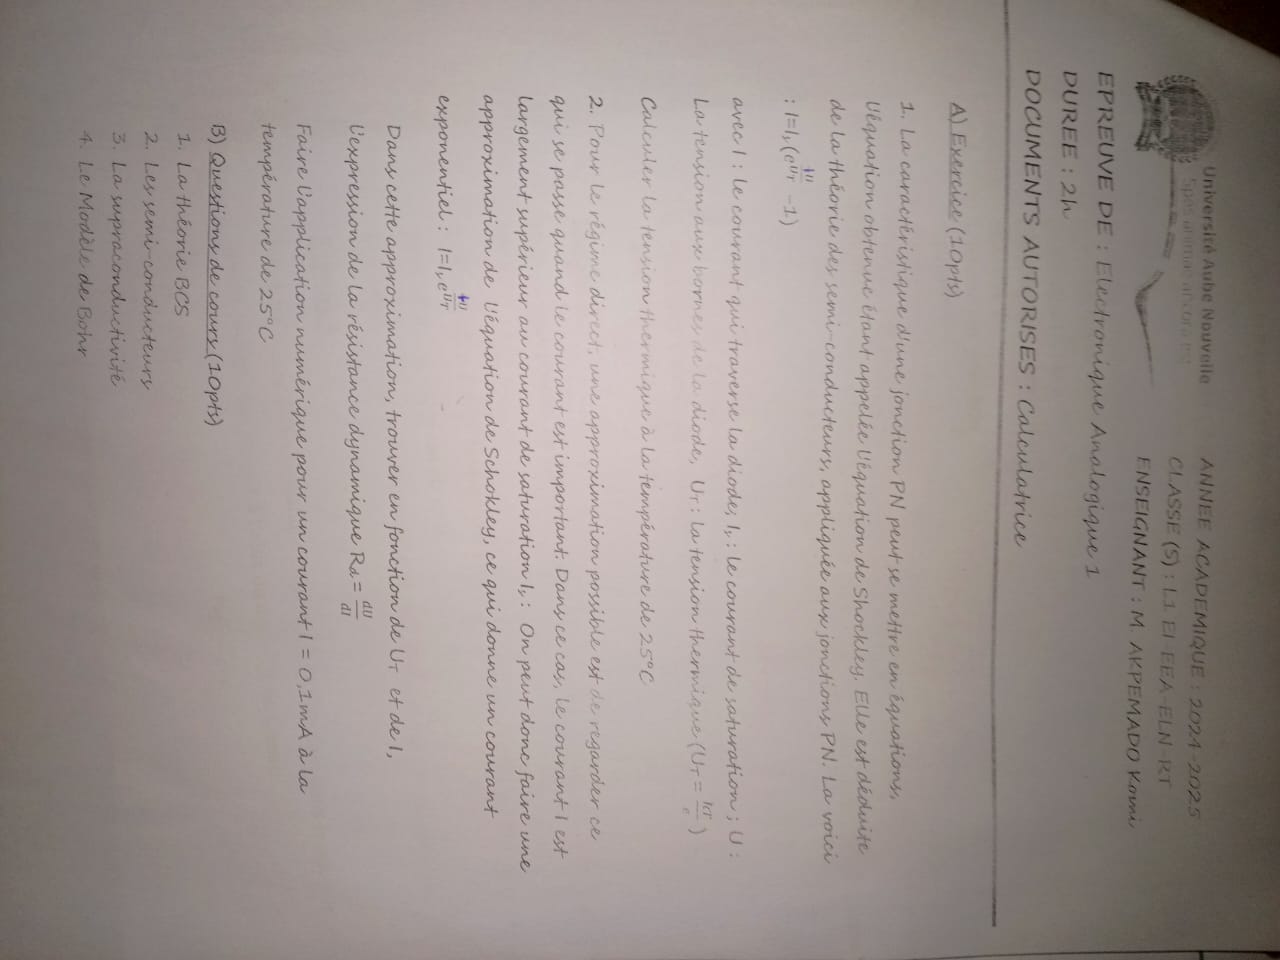 Université Aube Nouvelle
ANNEE ACADEMIQUE : 2024-2025
CLASSE (S) : L1 EI-EEA-ELN-RT
ENSEIGNANT : M. AKPEMADO Komi
EPREUVE DE : Electronique Analogique 1
DUREE : 2h
DOCUMENTS AUTORISES : Calculatrice
A) Exercice (10pts)
1. La caractéristique d'une jonction PN peut se mettre en équations,
l'équation obtenue étant appelée l'équation de Shockley. Elle est déduite
de la théorie des semi-conducteurs, appliquée aux jonctions PN. La voici
: I=Iₛ(e^(U/U_T) -1)
avec I : le courant qui traverse la diode, Iₛ : le courant de saturation ; U :
La tension aux bornes de la diode, U_T : la tension thermique (U_T = kT/e)
Calculer la tension thermique à la température de 25°C
2. Pour le régime direct, une approximation possible est de regarder ce
qui se passe quand le courant est important. Dans ce cas, le courant I est
largement supérieur au courant de saturation Iₛ : On peut donc faire une
approximation de l'équation de Schokley, ce qui donne un courant
exponentiel : I=Iₛe^(U/U_T)
Dans cette approximation, trouver en fonction de U_T et de I,
l'expression de la résistance dynamique R_d = dU/dI
Faire l'application numérique pour un courant I = 0,1mA à la
température de 25°C
B) Questions de cours (10pts)
1. La théorie BCS
2. Les semi-conducteurs
3. La supraconductivité
4. Le Modèle de Bohr